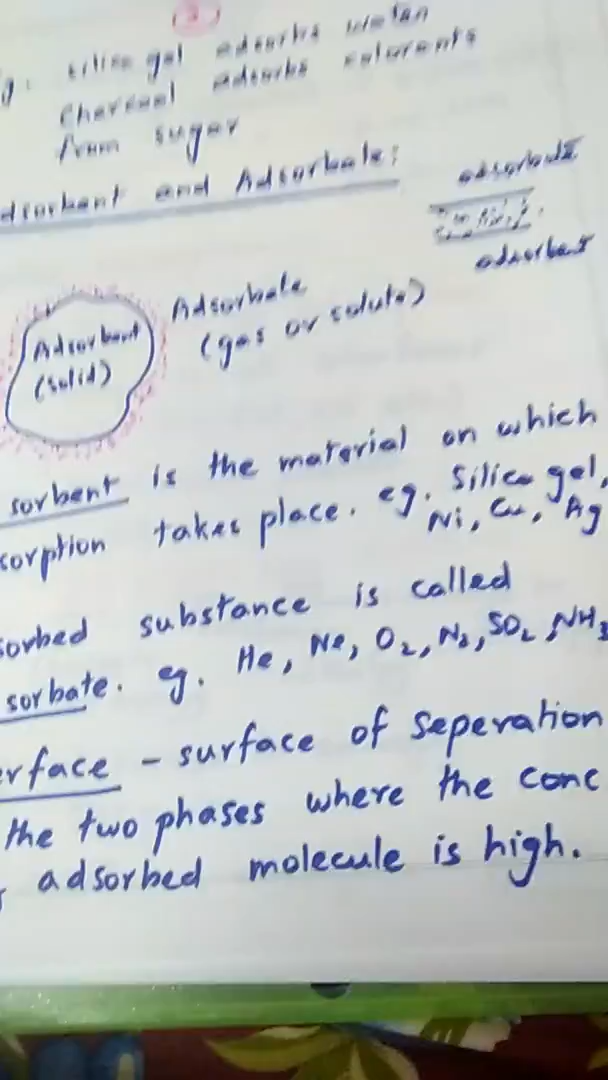 (2)
g. silica gel adsorbs water
charcoal adsorbs colorants
from sugar
dsorbent and Adsorbate:
adsorbate
adsorbent
Adsorbent
(solid)
Adsorbate
(gas or solute)
sorbent is the material on which
sorption takes place. eg. Silica gel,
Ni, Cu, Ag
sorbed substance is called
sorbate. eg. He, Ne, O2, N2, SO2, NH3
erface - surface of seperation
the two phases where the conc
adsorbed molecule is high.